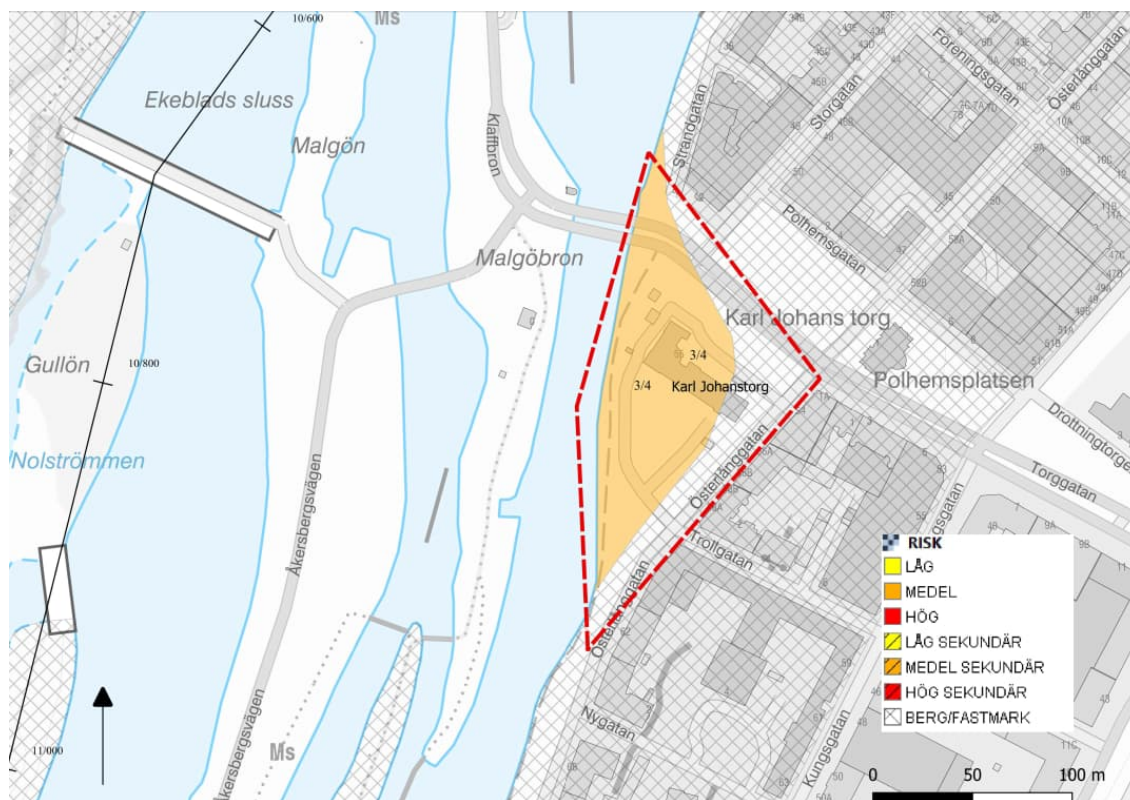 10/600
Ms
Ekeblads sluss
Malgön
Klaffbron
Strandgatan
Storgatan
Föreningsgatan
Österlånggatan
Polhemsgatan
Malgöbron
Karl Johans torg
3/4
3/4
Karl Johanstorg
Polhemsplatsen
10/800
Gullön
Nolströmmen
Åkersbergsvägen
Österlånggatan
Drottningtorget
Torggatan
Trollgatan
Österlånggatan
RISK
LÅG
MEDEL
HÖG
LÅG SEKUNDÄR
MEDEL SEKUNDÄR
HÖG SEKUNDÄR
BERG/FASTMARK
Nygatan
Kungsgatan
Åkersbergsvägen
Ms
11/000
0 50 100 m